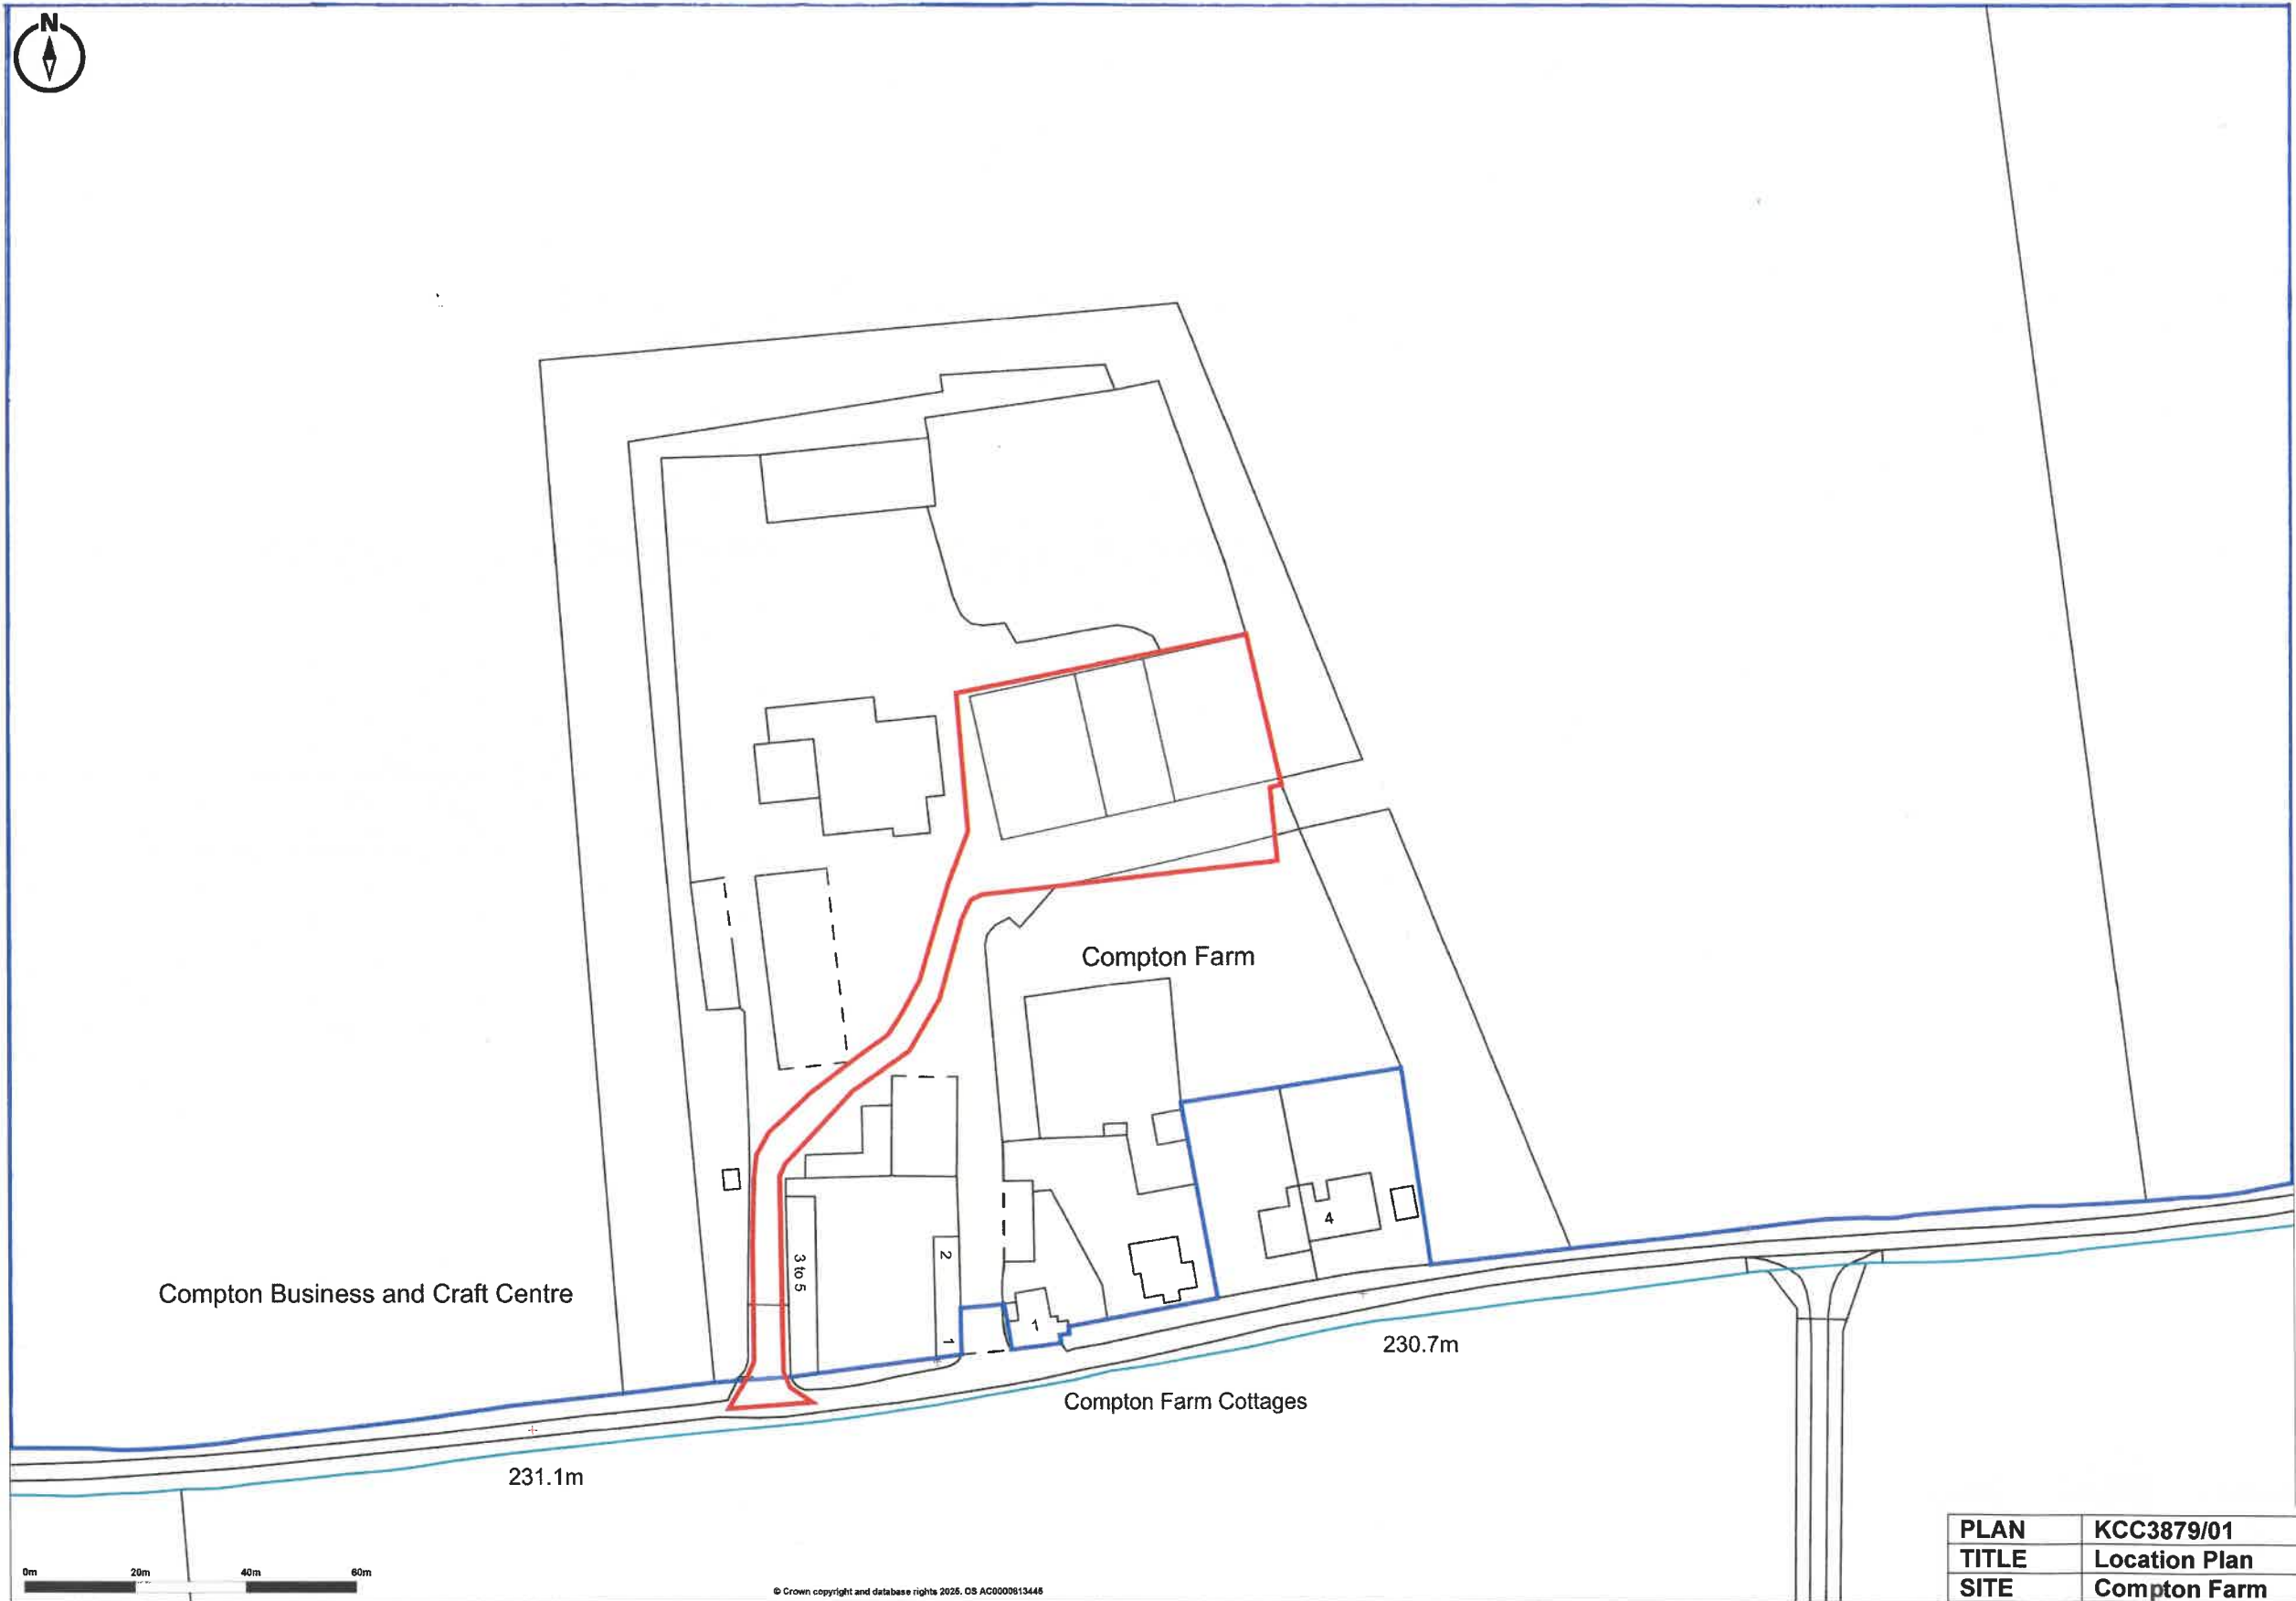 N
Compton Farm
4
3 to 5
2
1
1
Compton Business and Craft Centre
230.7m
Compton Farm Cottages
231.1m
0m 20m 40m 60m
© Crown copyright and database rights 2025. OS AC0000813445
PLAN KCC3879/01
TITLE Location Plan
SITE Compton Farm